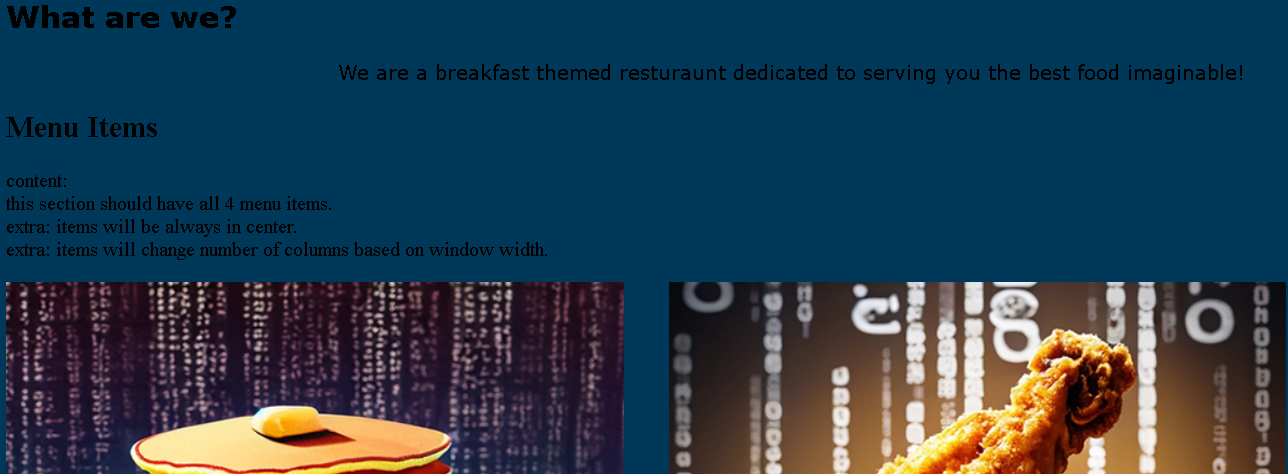 What are we?
We are a breakfast themed resturaunt dedicated to serving you the best food imaginable!
Menu Items
content:
this section should have all 4 menu items.
extra: items will be always in center.
extra: items will change number of columns based on window width.